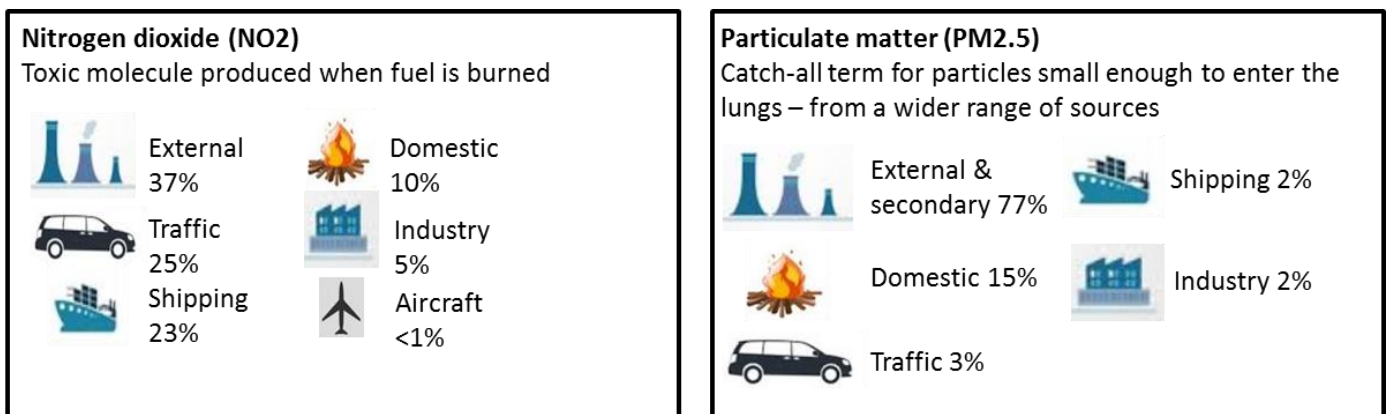 Nitrogen dioxide (NO2)
Toxic molecule produced when fuel is burned
External
37%
Domestic
10%
Traffic
25%
Industry
5%
Shipping
23%
Aircraft
<1%
Particulate matter (PM2.5)
Catch-all term for particles small enough to enter the
lungs – from a wider range of sources
External &
secondary 77%
Shipping 2%
Domestic 15%
Industry 2%
Traffic 3%